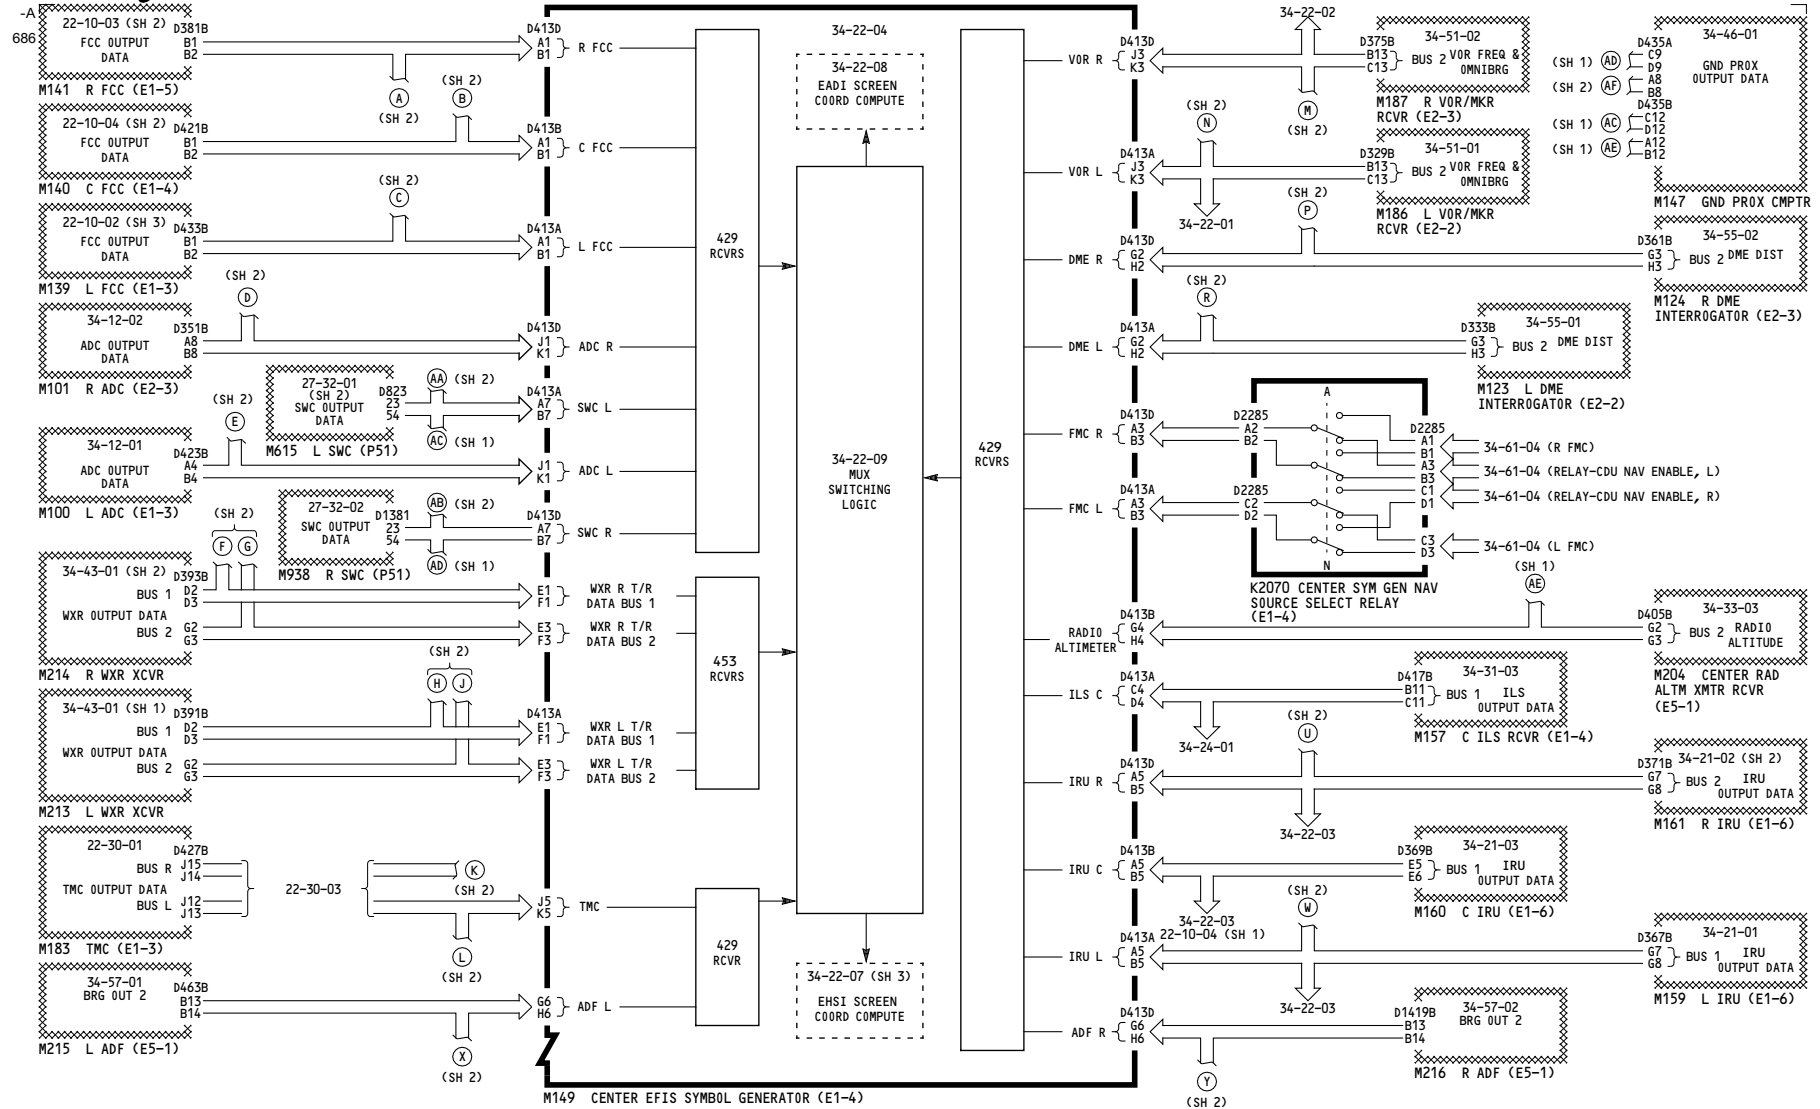 -A
686
22-10-03 (SH 2)
FCC OUTPUT
DATA
D381B
B1
B2
M141 R FCC (E1-5)
A
(SH 2)
(SH 2)
B
22-10-04 (SH 2)
FCC OUTPUT
DATA
D421B
B1
B2
M140 C FCC (E1-4)
(SH 2)
C
22-10-02 (SH 3)
FCC OUTPUT
DATA
D433B
B1
B2
M139 L FCC (E1-3)
(SH 2)
D
34-12-02
ADC OUTPUT
DATA
D351B
A8
B8
M101 R ADC (E2-3)
27-32-01
(SH 2)
SWC OUTPUT
DATA
D823
23
54
M615 L SWC (P51)
AA (SH 2)
AC (SH 1)
(SH 2)
E
34-12-01
ADC OUTPUT
DATA
D423B
A4
B4
M100 L ADC (E1-3)
27-32-02
SWC OUTPUT
DATA
D1381
23
54
M938 R SWC (P51)
AB (SH 2)
AD (SH 1)
(SH 2)
F G
34-43-01 (SH 2)
D393B
BUS 1 D2
D3
WXR OUTPUT DATA
BUS 2 G2
G3
M214 R WXR XCVR
(SH 2)
H J
34-43-01 (SH 1)
D391B
BUS 1 D2
D3
WXR OUTPUT DATA
BUS 2 G2
G3
M213 L WXR XCVR
22-30-01
D427B
BUS R J15
J14
TMC OUTPUT DATA
BUS L J12
J13
M183 TMC (E1-3)
22-30-03
K
(SH 2)
L
(SH 2)
34-57-01
BRG OUT 2
D463B
B13
B14
M215 L ADF (E5-1)
X
(SH 2)
D413D
A1
B1
R FCC
D413B
A1
B1
C FCC
D413A
A1
B1
L FCC
D413D
J1
K1
ADC R
D413A
A7
B7
SWC L
J1
K1
ADC L
D413D
A7
B7
SWC R
E1
F1
WXR R T/R
DATA BUS 1
E3
F3
WXR R T/R
DATA BUS 2
D413A
E1
F1
WXR L T/R
DATA BUS 1
E3
F3
WXR L T/R
DATA BUS 2
J5
K5
TMC
G6
H6
ADF L
429
RCVRS
453
RCVRS
429
RCVR
34-22-04
34-22-08
EADI SCREEN
COORD COMPUTE
34-22-09
MUX
SWITCHING
LOGIC
34-22-07 (SH 3)
EHSI SCREEN
COORD COMPUTE
429
RCVRS
M149 CENTER EFIS SYMBOL GENERATOR (E1-4)
VOR R
D413D
J3
K3
VOR L
D413A
J3
K3
DME R
D413D
G2
H2
DME L
D413A
G2
H2
FMC R
D413D
A3
B3
FMC L
D413A
A3
B3
RADIO
ALTIMETER
D413B
G4
H4
ILS C
D413A
C4
D4
IRU R
D413D
A5
B5
IRU C
D413B
A5
B5
IRU L
D413A
A5
B5
ADF R
D413D
G6
H6
34-22-02
M
(SH 2)
D375B
B13
C13
34-51-02
BUS 2 VOR FREQ &
OMNIBRG
M187 R VOR/MKR
RCVR (E2-3)
(SH 2)
N
34-22-01
D329B
B13
C13
34-51-01
BUS 2 VOR FREQ &
OMNIBRG
M186 L VOR/MKR
RCVR (E2-2)
34-46-01
GND PROX
OUTPUT DATA
D435A
(SH 1) AD C9
D9
(SH 2) AF A8
B8
D435B
(SH 1) AC C12
D12
(SH 1) AE A12
B12
M147 GND PROX CMPTR
(SH 2)
P
D361B
G3
H3
34-55-02
BUS 2 DME DIST
M124 R DME
INTERROGATOR (E2-3)
(SH 2)
R
D333B
G3
H3
34-55-01
BUS 2 DME DIST
M123 L DME
INTERROGATOR (E2-2)
A
D2285
A2
B2
D2285
C2
D2
N
D2285
A1
B1
34-61-04 (R FMC)
A3
B3
34-61-04 (RELAY-CDU NAV ENABLE, L)
C1
D1
34-61-04 (RELAY-CDU NAV ENABLE, R)
C3
D3
34-61-04 (L FMC)
K2070 CENTER SYM GEN NAV
SOURCE SELECT RELAY
(E1-4)
(SH 1)
AE
D405B
G2
G3
34-33-03
BUS 2 RADIO
ALTITUDE
M204 CENTER RAD
ALTM XMTR RCVR
(E5-1)
34-24-01
D417B
B11
C11
34-31-03
BUS 1 ILS
OUTPUT DATA
M157 C ILS RCVR (E1-4)
(SH 2)
U
34-22-03
D371B
G7
G8
34-21-02 (SH 2)
BUS 2 IRU
OUTPUT DATA
M161 R IRU (E1-6)
34-22-03
22-10-04 (SH 1)
D369B
E5
E6
34-21-03
BUS 1 IRU
OUTPUT DATA
M160 C IRU (E1-6)
(SH 2)
W
34-22-03
D367B
G7
G8
34-21-01
BUS 1 IRU
OUTPUT DATA
M159 L IRU (E1-6)
Y
(SH 2)
D1419B
B13
B14
34-57-02
BRG OUT 2
M216 R ADF (E5-1)